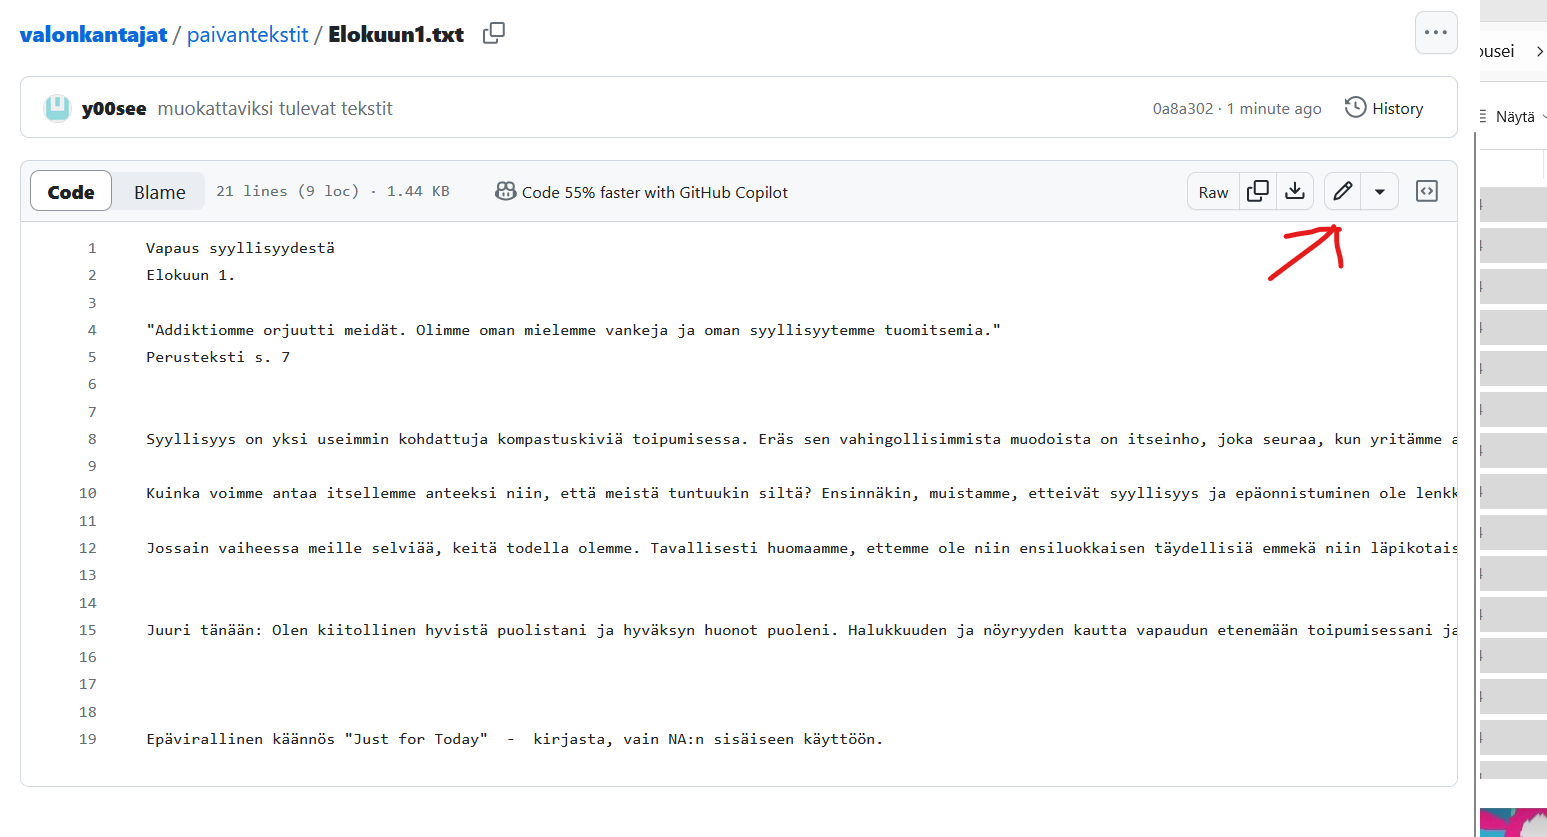 valonkantajat / paivantekstit / Elokuun1.txt
y00see muokattaviksi tulevat tekstit 0a8a302 · 1 minute ago History
ousei
Näytä
Code Blame 21 lines (9 loc) · 1.44 KB Code 55% faster with GitHub Copilot Raw
1 Vapaus syyllisyydestä
2 Elokuun 1.
3
4 "Addiktiomme orjuutti meidät. Olimme oman mielemme vankeja ja oman syyllisyytemme tuomitsemia."
5 Perusteksti s. 7
6
7
8 Syyllisyys on yksi useimmin kohdattuja kompastuskiviä toipumisessa. Eräs sen vahingollisimmista muodoista on itseinho, joka seuraa, kun yritämme
9
10 Kuinka voimme antaa itsellemme anteeksi niin, että meistä tuntuukin siltä? Ensinnäkin, muistamme, etteivät syyllisyys ja epäonnistuminen ole lenkk
11
12 Jossain vaiheessa meille selviää, keitä todella olemme. Tavallisesti huomaamme, ettemme ole niin ensiluokkaisen täydellisiä emmekä niin läpikotais
13
14
15 Juuri tänään: Olen kiitollinen hyvistä puolistani ja hyväksyn huonot puoleni. Halukkuuden ja nöyryyden kautta vapaudun etenemään toipumisessani ja
16
17
18
19 Epävirallinen käännös "Just for Today" - kirjasta, vain NA:n sisäiseen käyttöön.